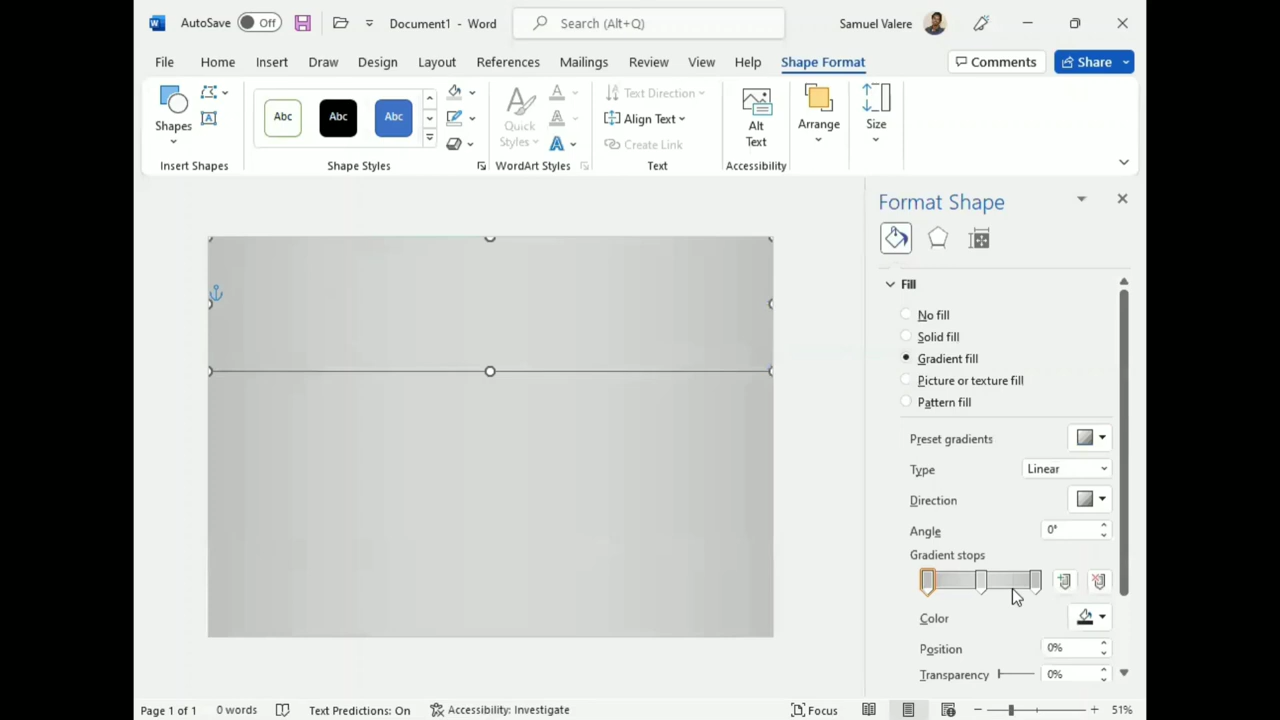 AutoSave Off Document1 - Word Search (Alt+Q) Samuel Valere
File Home Insert Draw Design Layout References Mailings Review View Help Shape Format Comments Share
Shapes
Abc Abc Abc
Quick
Styles
Text Direction
Align Text
Create Link
Alt
Text
Arrange
Size
Insert Shapes Shape Styles WordArt Styles Text Accessibility
Format Shape
Fill
No fill
Solid fill
Gradient fill
Picture or texture fill
Pattern fill
Preset gradients
Type Linear
Direction
Angle 0°
Gradient stops
Color
Position 0%
Transparency 0%
Page 1 of 1 0 words Text Predictions: On Accessibility: Investigate Focus 51%